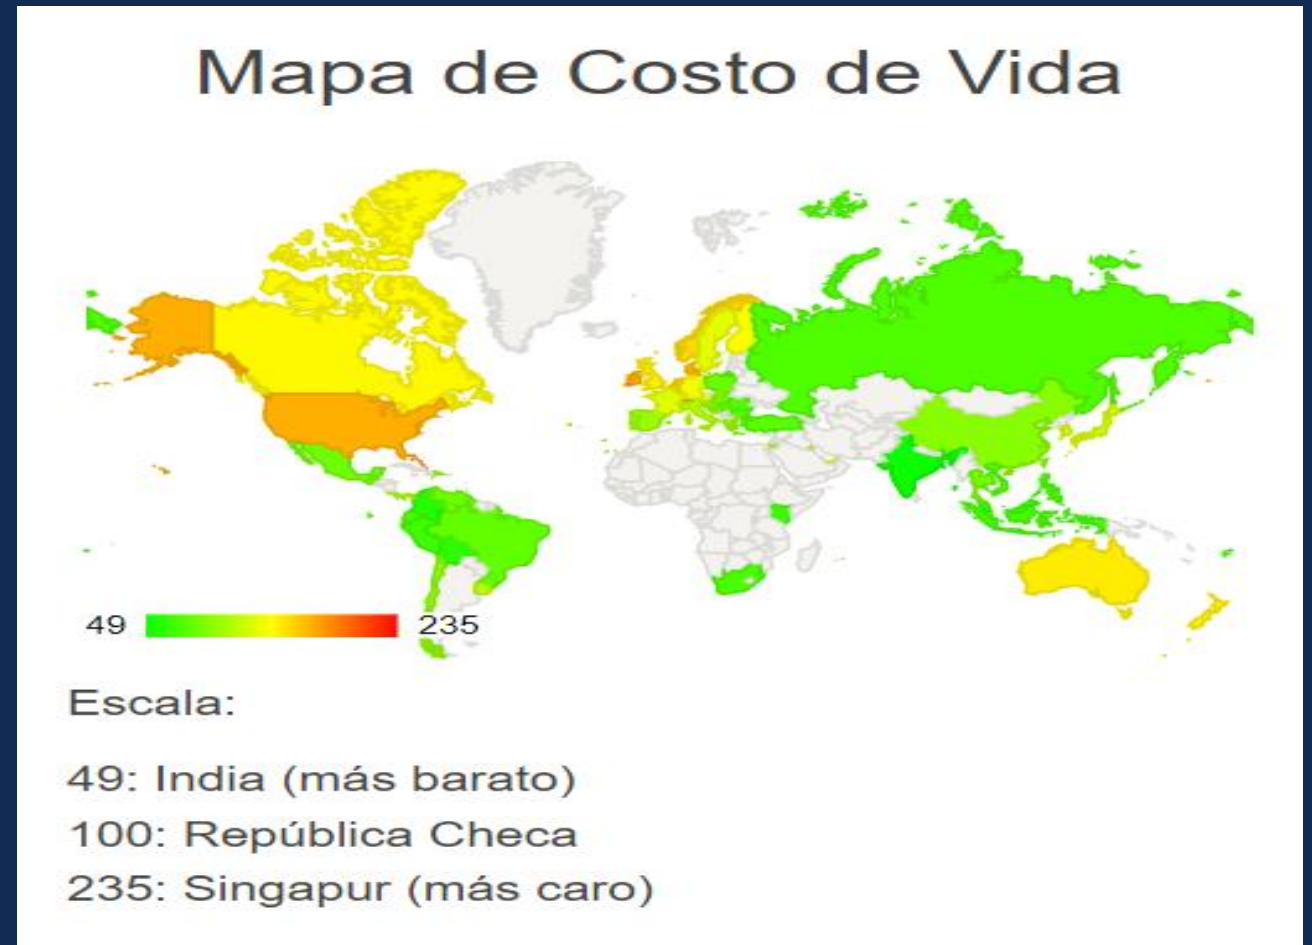 Mapa de Costo de Vida
49 235
Escala:
49: India (más barato)
100: República Checa
235: Singapur (más caro)